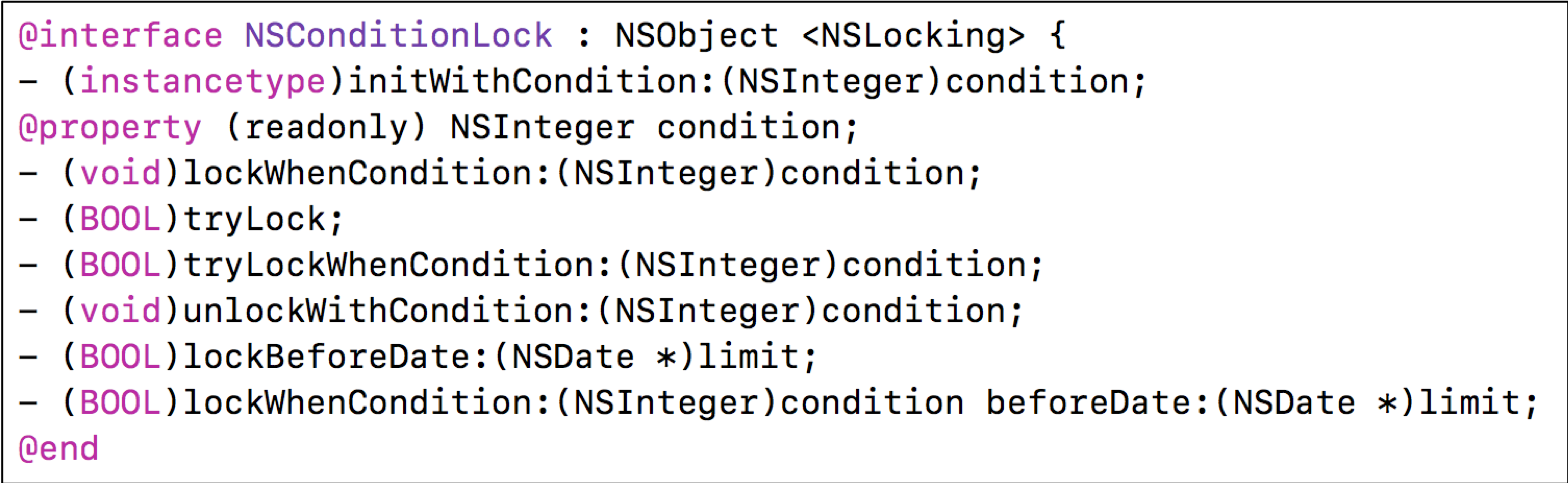 @interface NSConditionLock : NSObject <NSLocking> {
- (instancetype)initWithCondition:(NSInteger)condition;
@property (readonly) NSInteger condition;
- (void)lockWhenCondition:(NSInteger)condition;
- (BOOL)tryLock;
- (BOOL)tryLockWhenCondition:(NSInteger)condition;
- (void)unlockWithCondition:(NSInteger)condition;
- (BOOL)lockBeforeDate:(NSDate *)limit;
- (BOOL)lockWhenCondition:(NSInteger)condition beforeDate:(NSDate *)limit;
@end